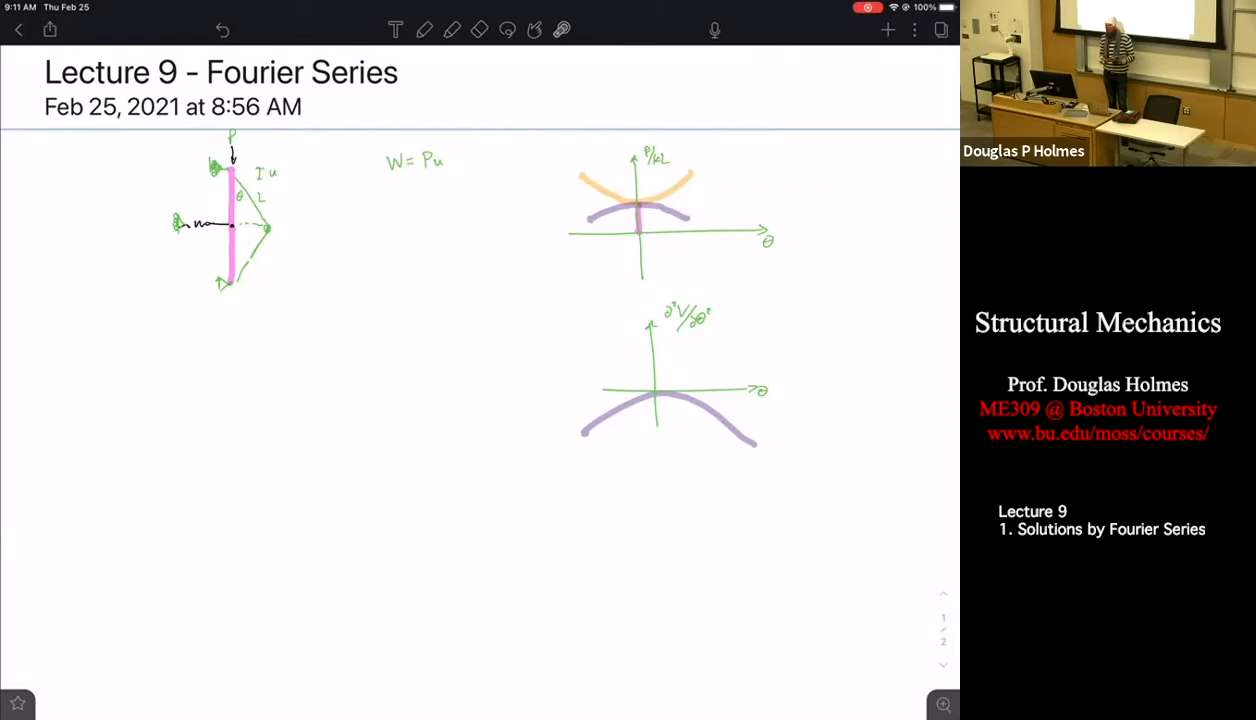 9:11 AM Thu Feb 25
100%
Lecture 9 - Fourier Series
Feb 25, 2021 at 8:56 AM
P
u
θ
L
W = Pu
P/kL
θ
∂²V/∂θ²
θ
1
2
Douglas P Holmes
Structural Mechanics
Prof. Douglas Holmes
ME309 @ Boston University
www.bu.edu/moss/courses/
Lecture 9
1. Solutions by Fourier Series